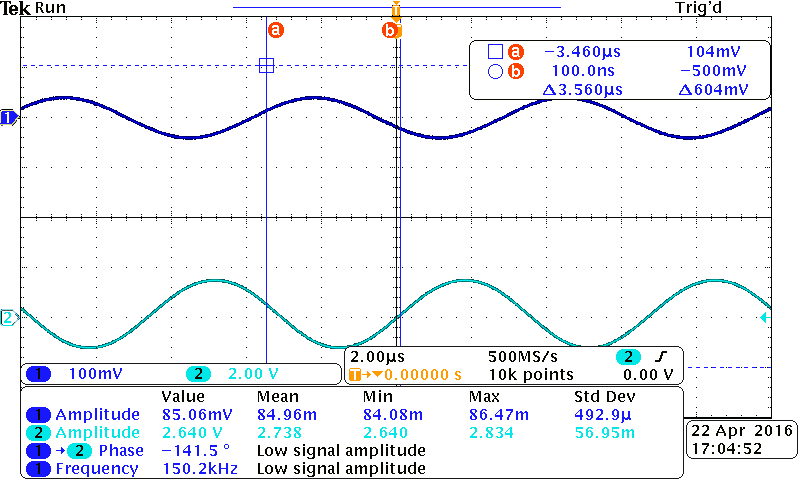 Tek Run T Trig'd
a b
a −3.460µs 104mV
b 100.0ns −500mV
Δ3.560µs Δ604mV
1
2
1 100mV 2 2.00 V
2.00µs 500MS/s 2
T→▼0.00000 s 10k points 0.00 V
Value Mean Min Max Std Dev
1 Amplitude 85.06mV 84.96m 84.08m 86.47m 492.9µ
2 Amplitude 2.640 V 2.738 2.640 2.834 56.95m
1 → 2 Phase −141.5 ° Low signal amplitude
1 Frequency 150.2kHz Low signal amplitude
22 Apr 2016
17:04:52